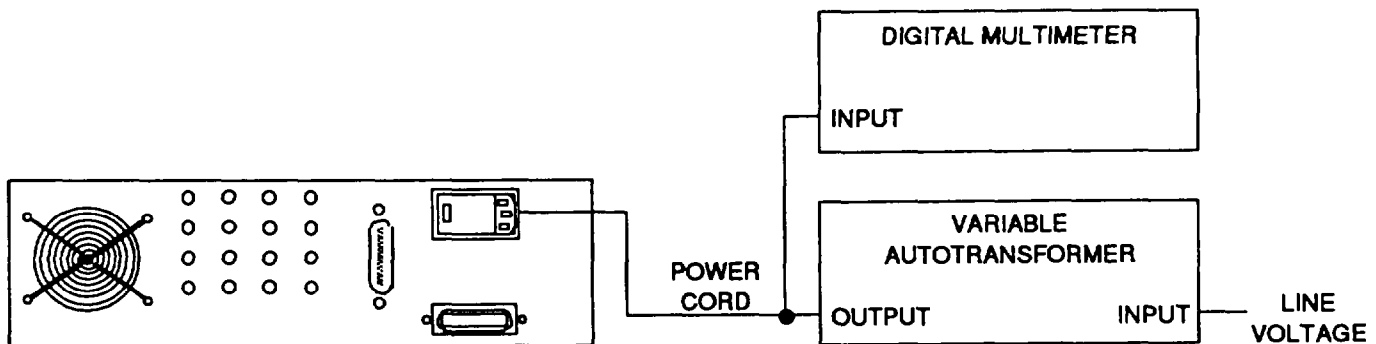 DIGITAL MULTIMETER
INPUT
VARIABLE
AUTOTRANSFORMER
POWER
CORD
OUTPUT
INPUT
LINE
VOLTAGE